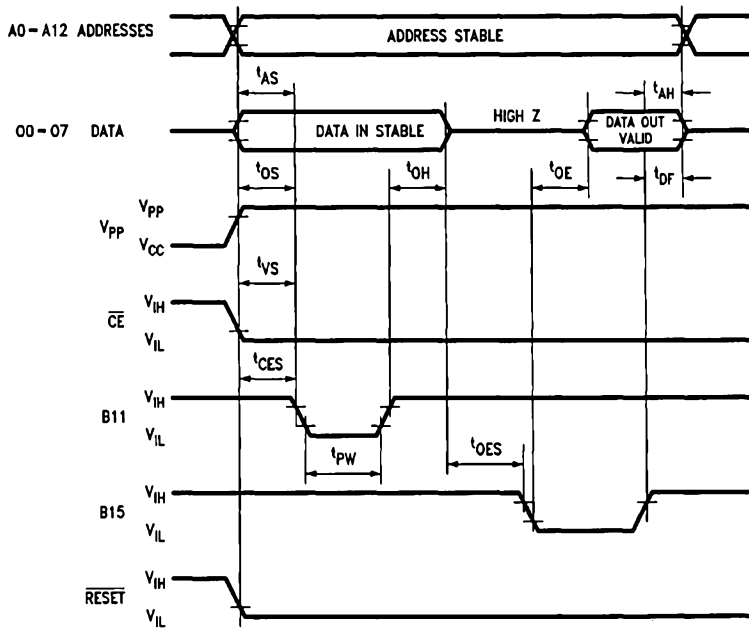 A0-A12 ADDRESSES
ADDRESS STABLE
tAS
tAH
O0-O7 DATA
DATA IN STABLE
HIGH Z
DATA OUT
VALID
tOS
tOH
tOE
tDF
VPP
VPP
VCC
tVS
CE
VIH
VIL
tCES
B11
VIH
VIL
tPW
tOES
B15
VIH
VIL
RESET
VIH
VIL